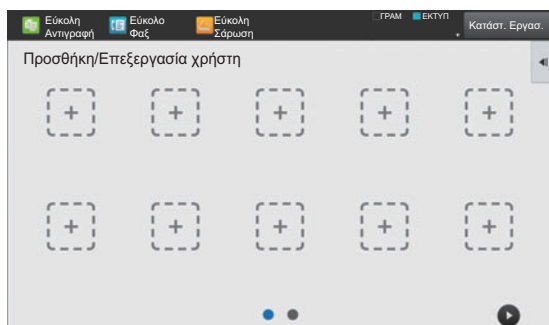 Εύκολη
Αντιγραφή
Εύκολο
Φαξ
Εύκολη
Σάρωση
ΓΡΑΜ
ΕΚΤΥΠ
Κατάστ. Εργασ.
Προσθήκη/Επεξεργασία χρήστη